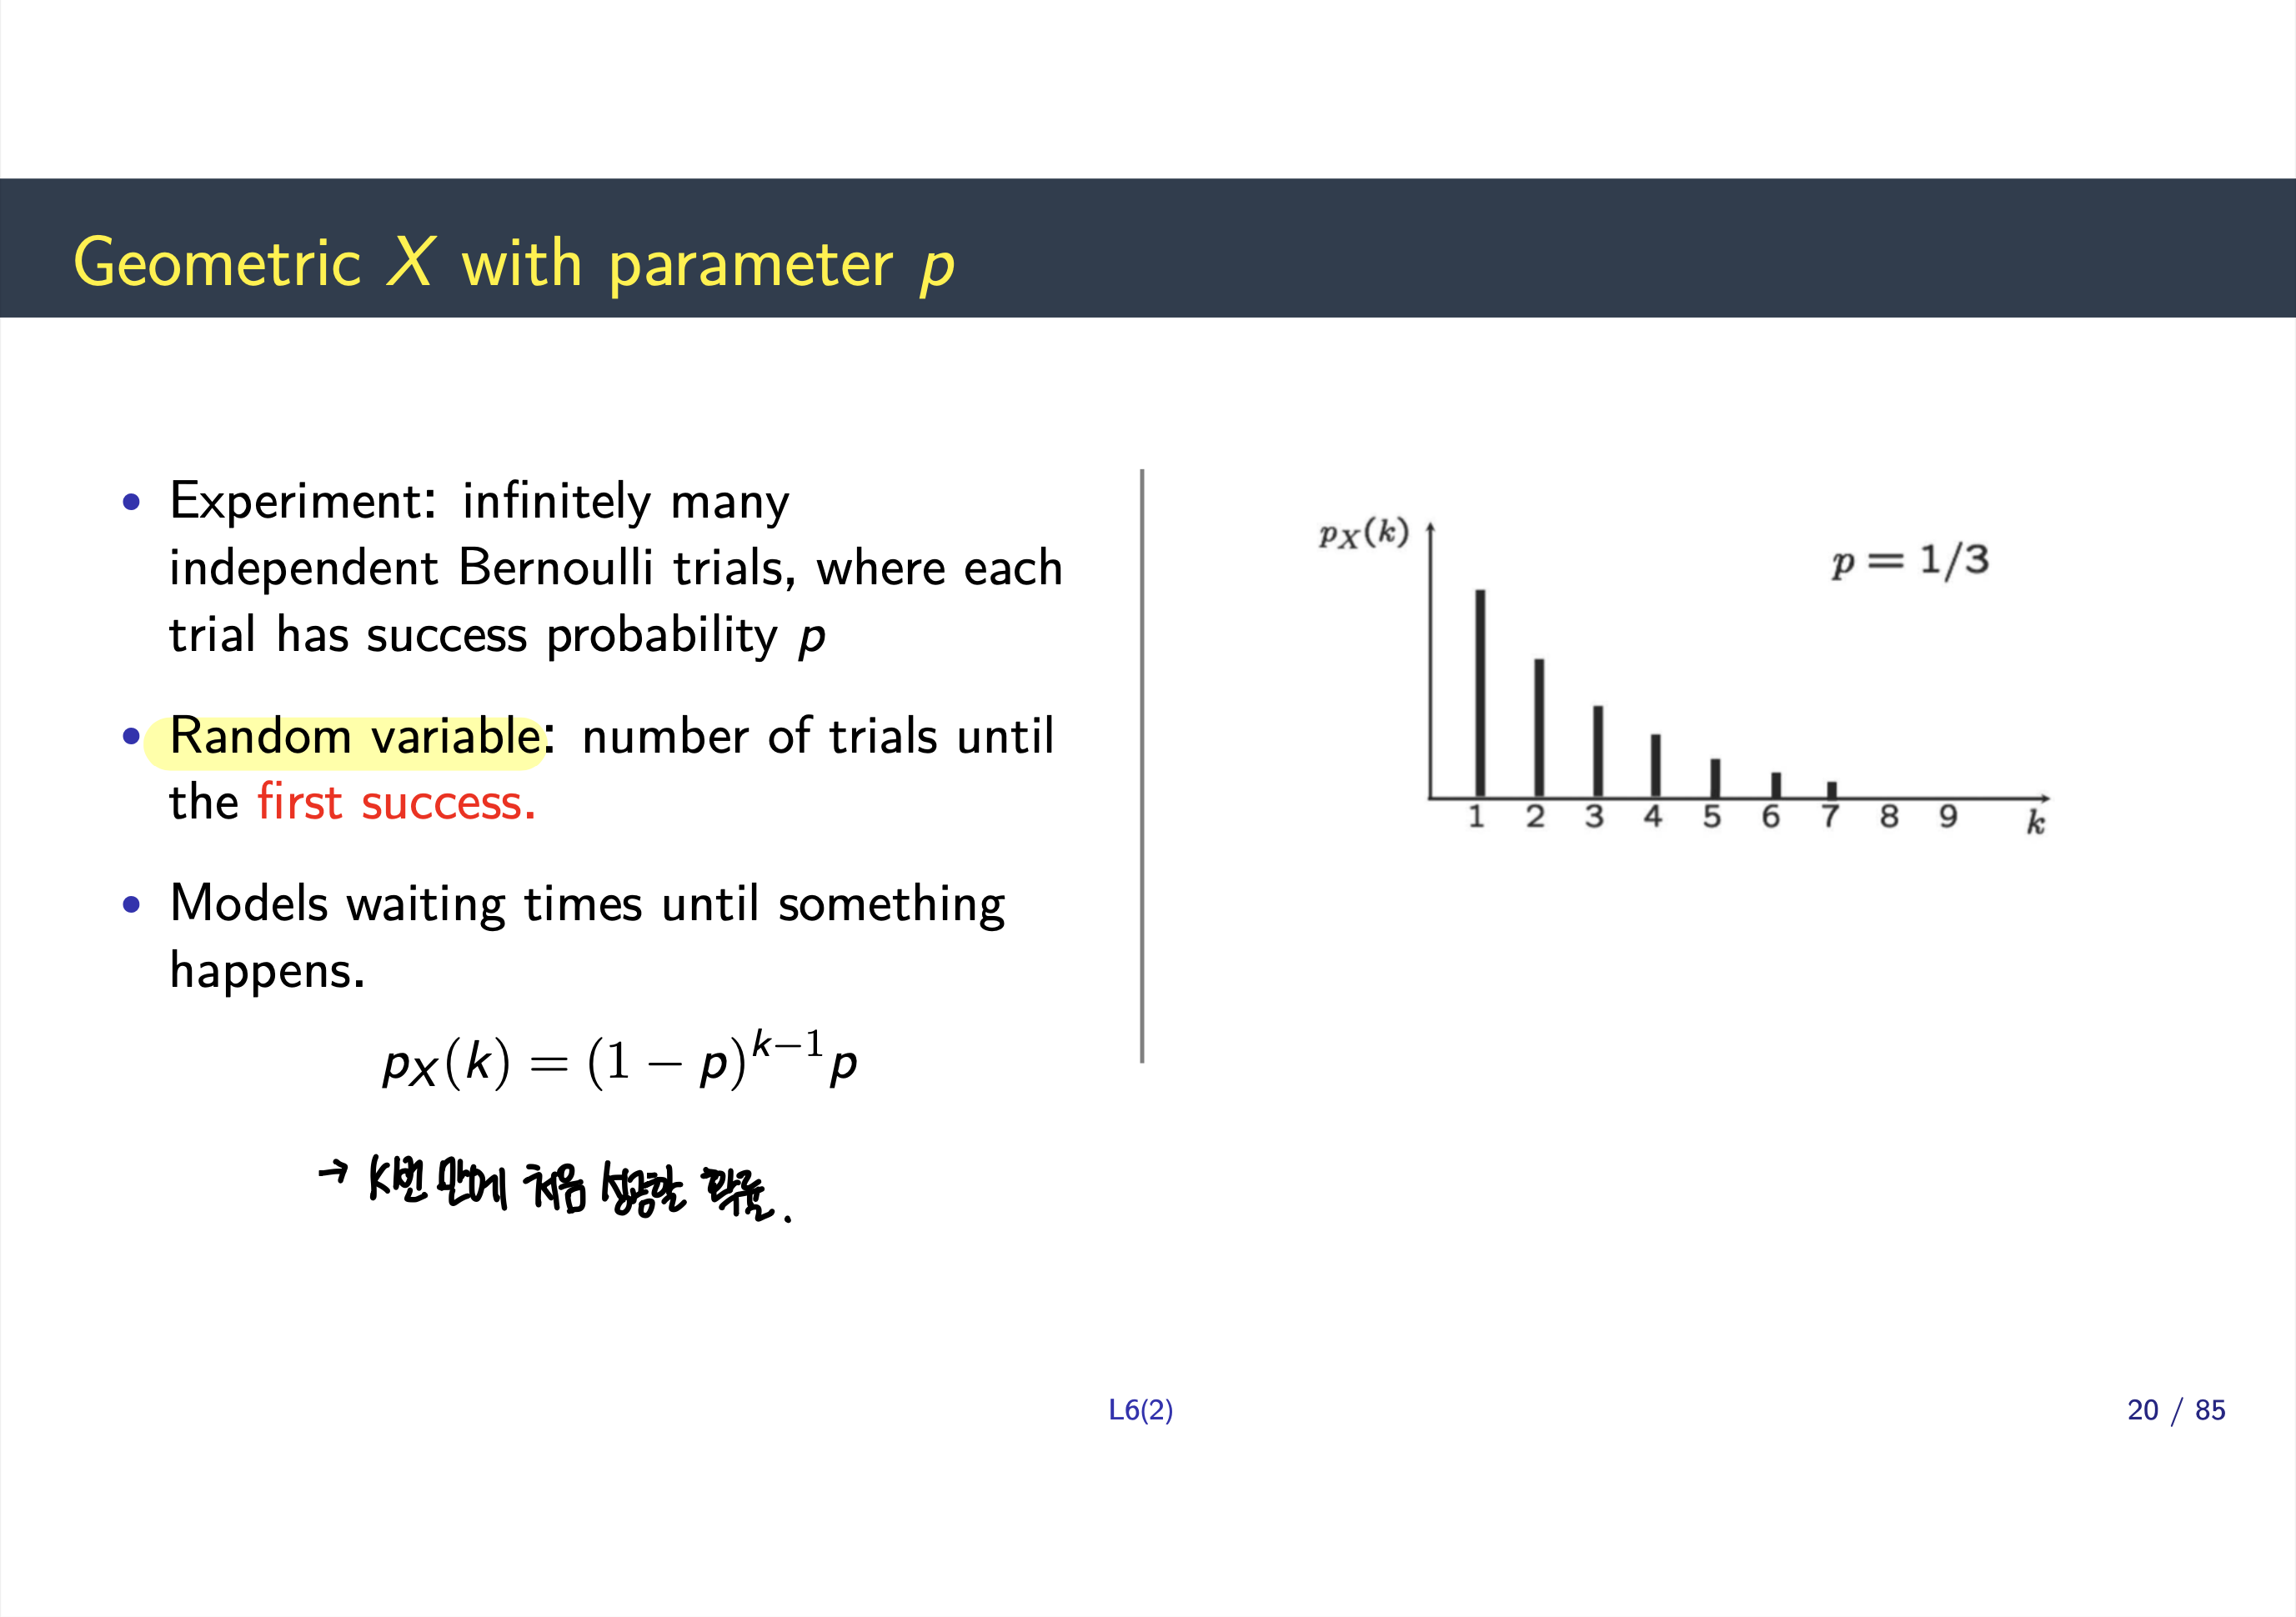 Geometric X with parameter p
• Experiment: infinitely many
independent Bernoulli trials, where each
trial has success probability p
• Random variable: number of trials until
the first success.
• Models waiting times until something
happens.
p_X(k) = (1 − p)^{k−1}p
→ K번 만에 처음 성공할 확률.
p_X(k)
p = 1/3
1 2 3 4 5 6 7 8 9 k
L6(2)
20 / 85